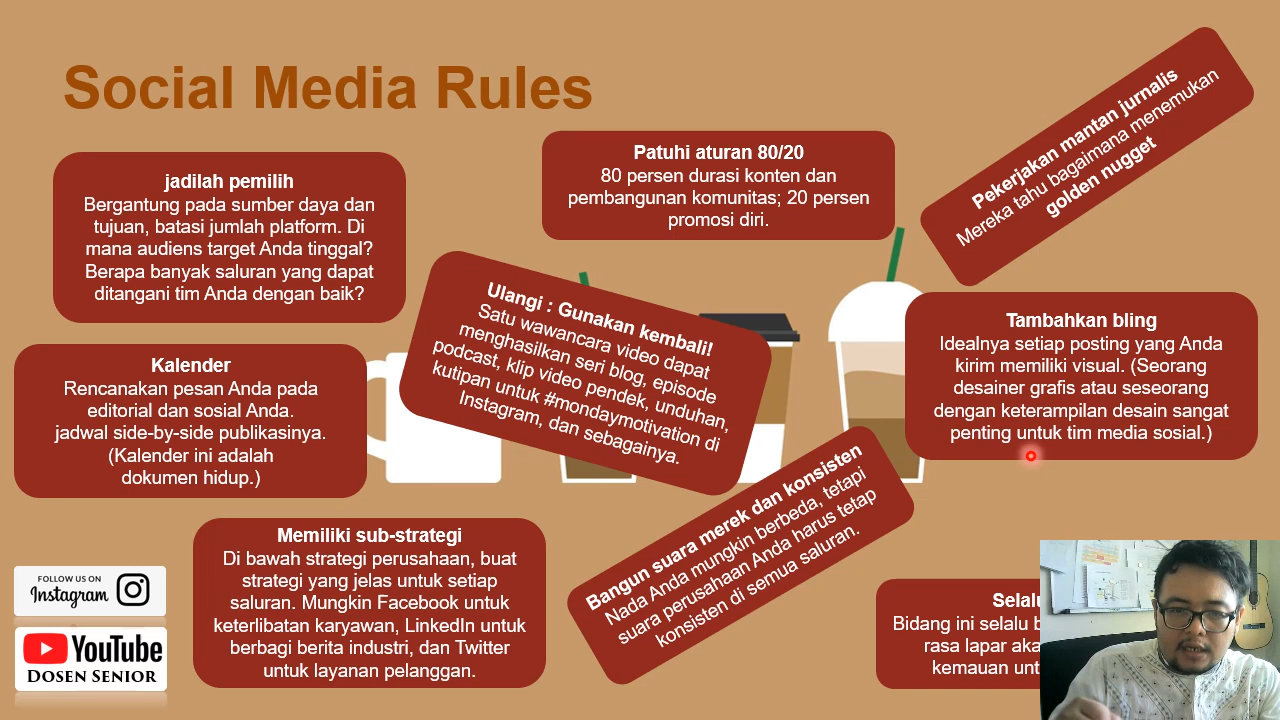 Social Media Rules
jadilah pemilih
Bergantung pada sumber daya dan
tujuan, batasi jumlah platform. Di
mana audiens target Anda tinggal?
Berapa banyak saluran yang dapat
ditangani tim Anda dengan baik?
Patuhi aturan 80/20
80 persen durasi konten dan
pembangunan komunitas; 20 persen
promosi diri.
Pekerjakan mantan jurnalis
Mereka tahu bagaimana menemukan
golden nugget
Ulangi : Gunakan kembali!
Satu wawancara video dapat
menghasilkan seri blog, episode
podcast, klip video pendek, unduhan,
kutipan untuk #mondaymotivation di
Instagram, dan sebagainya.
Tambahkan bling
Idealnya setiap posting yang Anda
kirim memiliki visual. (Seorang
desainer grafis atau seseorang
dengan keterampilan desain sangat
penting untuk tim media sosial.)
Kalender
Rencanakan pesan Anda pada
editorial dan sosial Anda.
jadwal side-by-side publikasinya.
(Kalender ini adalah
dokumen hidup.)
Memiliki sub-strategi
Di bawah strategi perusahaan, buat
strategi yang jelas untuk setiap
saluran. Mungkin Facebook untuk
keterlibatan karyawan, LinkedIn untuk
berbagi berita industri, dan Twitter
untuk layanan pelanggan.
Bangun suara merek dan konsisten
Nada Anda mungkin berbeda, tetapi
suara perusahaan Anda harus tetap
konsisten di semua saluran.
Bidang ini selalu
rasa lapar
kemauan
FOLLOW US ON
Instagram
YouTube
DOSEN SENIOR